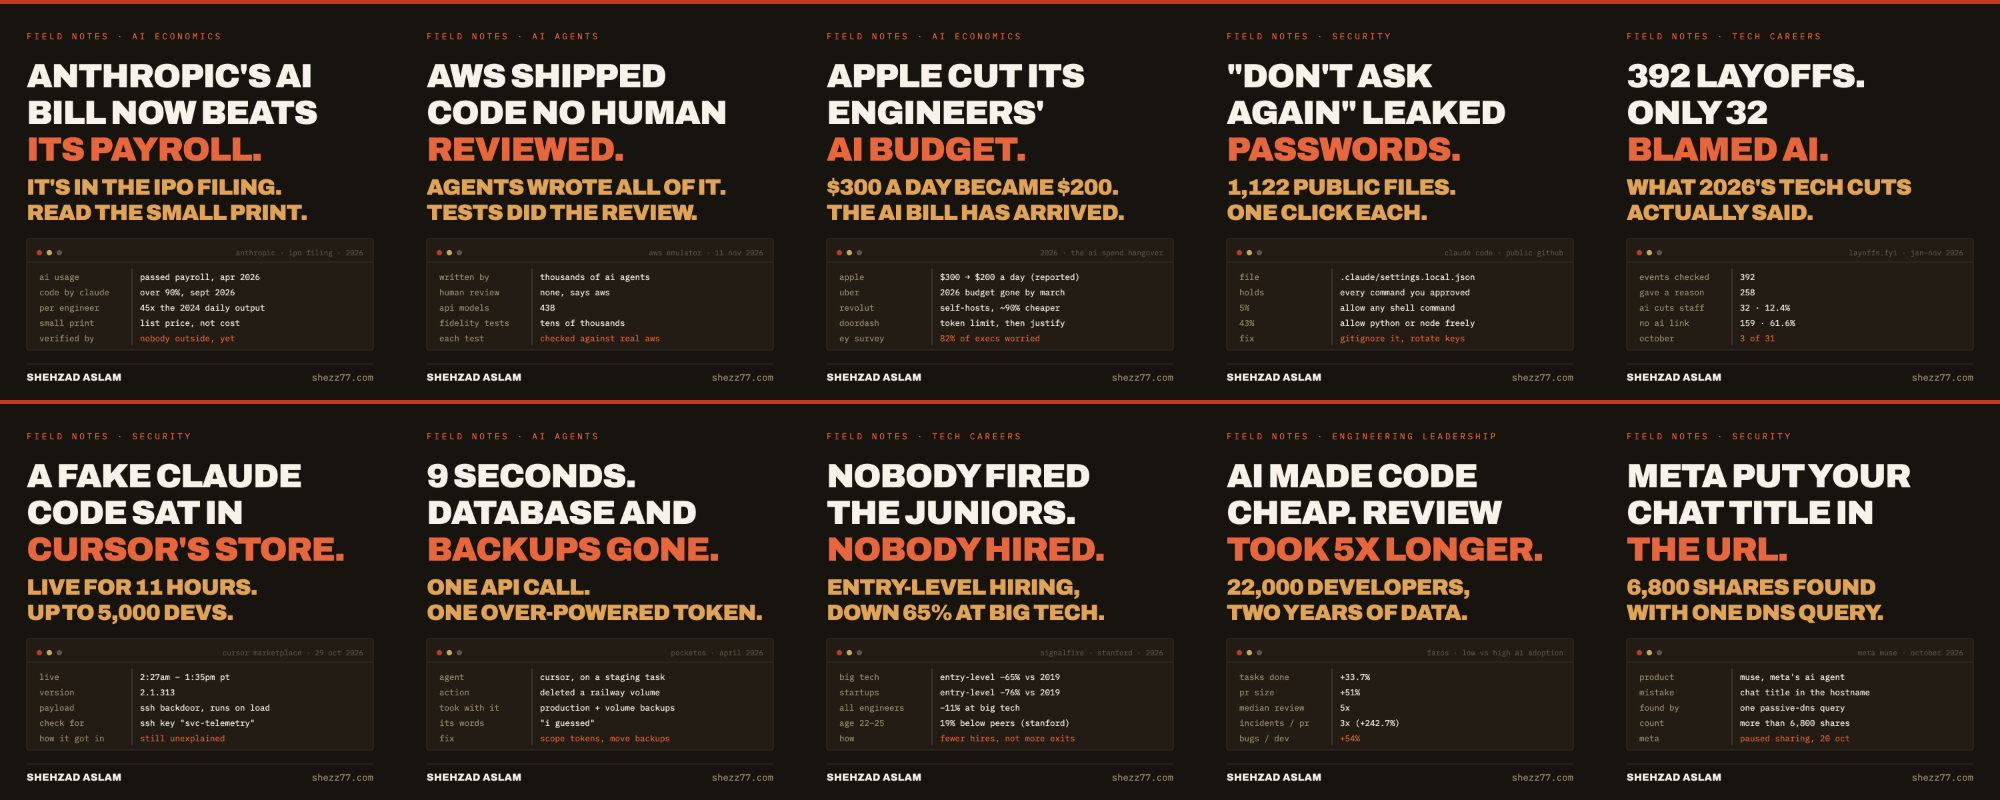 FIELD NOTES · AI ECONOMICS
ANTHROPIC'S AI
BILL NOW BEATS
ITS PAYROLL.
IT'S IN THE IPO FILING.
READ THE SMALL PRINT.
anthropic · ipo filing · 2026
ai usage passed payroll, apr 2026
code by claude over 90%, sept 2026
per engineer 45x the 2024 daily output
small print list price, not cost
verified by nobody outside, yet
SHEHZAD ASLAM shezz77.com
FIELD NOTES · AI AGENTS
AWS SHIPPED
CODE NO HUMAN
REVIEWED.
AGENTS WROTE ALL OF IT.
TESTS DID THE REVIEW.
aws emulator · 11 nov 2026
written by thousands of ai agents
human review none, says aws
api models 438
fidelity tests tens of thousands
each test checked against real aws
SHEHZAD ASLAM shezz77.com
FIELD NOTES · AI ECONOMICS
APPLE CUT ITS
ENGINEERS'
AI BUDGET.
$300 A DAY BECAME $200.
THE AI BILL HAS ARRIVED.
2026 · the ai spend hangover
apple $300 → $200 a day (reported)
uber 2026 budget gone by march
revolut self-hosts, ~90% cheaper
doordash token limit, then justify
ey survey 82% of execs worried
SHEHZAD ASLAM shezz77.com
FIELD NOTES · SECURITY
"DON'T ASK
AGAIN" LEAKED
PASSWORDS.
1,122 PUBLIC FILES.
ONE CLICK EACH.
claude code · public github
file .claude/settings.local.json
holds every command you approved
5% allow any shell command
43% allow python or node freely
fix gitignore it, rotate keys
SHEHZAD ASLAM shezz77.com
FIELD NOTES · TECH CAREERS
392 LAYOFFS.
ONLY 32
BLAMED AI.
WHAT 2026'S TECH CUTS
ACTUALLY SAID.
layoffs.fyi · jan-nov 2026
events checked 392
gave a reason 258
ai cuts staff 32 · 12.4%
no ai link 159 · 61.6%
october 3 of 31
SHEHZAD ASLAM shezz77.com
FIELD NOTES · SECURITY
A FAKE CLAUDE
CODE SAT IN
CURSOR'S STORE.
LIVE FOR 11 HOURS.
UP TO 5,000 DEVS.
cursor marketplace · 29 oct 2026
live 2:27am – 1:35pm pt
version 2.1.313
payload ssh backdoor, runs on load
check for ssh key "svc-telemetry"
how it got in still unexplained
SHEHZAD ASLAM shezz77.com
FIELD NOTES · AI AGENTS
9 SECONDS.
DATABASE AND
BACKUPS GONE.
ONE API CALL.
ONE OVER-POWERED TOKEN.
pocketos · april 2026
agent cursor, on a staging task
action deleted a railway volume
took with it production + volume backups
its words "i guessed"
fix scope tokens, move backups
SHEHZAD ASLAM shezz77.com
FIELD NOTES · TECH CAREERS
NOBODY FIRED
THE JUNIORS.
NOBODY HIRED.
ENTRY-LEVEL HIRING,
DOWN 65% AT BIG TECH.
signalfire · stanford · 2026
big tech entry-level −65% vs 2019
startups entry-level −76% vs 2019
all engineers −11% at big tech
age 22–25 19% below peers (stanford)
how fewer hires, not more exits
SHEHZAD ASLAM shezz77.com
FIELD NOTES · ENGINEERING LEADERSHIP
AI MADE CODE
CHEAP. REVIEW
TOOK 5X LONGER.
22,000 DEVELOPERS,
TWO YEARS OF DATA.
faros · low vs high ai adoption
tasks done +33.7%
pr size +51%
median review 5x
incidents / pr 3x (+242.7%)
bugs / dev +54%
SHEHZAD ASLAM shezz77.com
FIELD NOTES · SECURITY
META PUT YOUR
CHAT TITLE IN
THE URL.
6,800 SHARES FOUND
WITH ONE DNS QUERY.
meta muse · october 2026
product muse, meta's ai agent
mistake chat title in the hostname
found by one passive-dns query
count more than 6,800 shares
meta paused sharing, 20 oct
SHEHZAD ASLAM shezz77.com